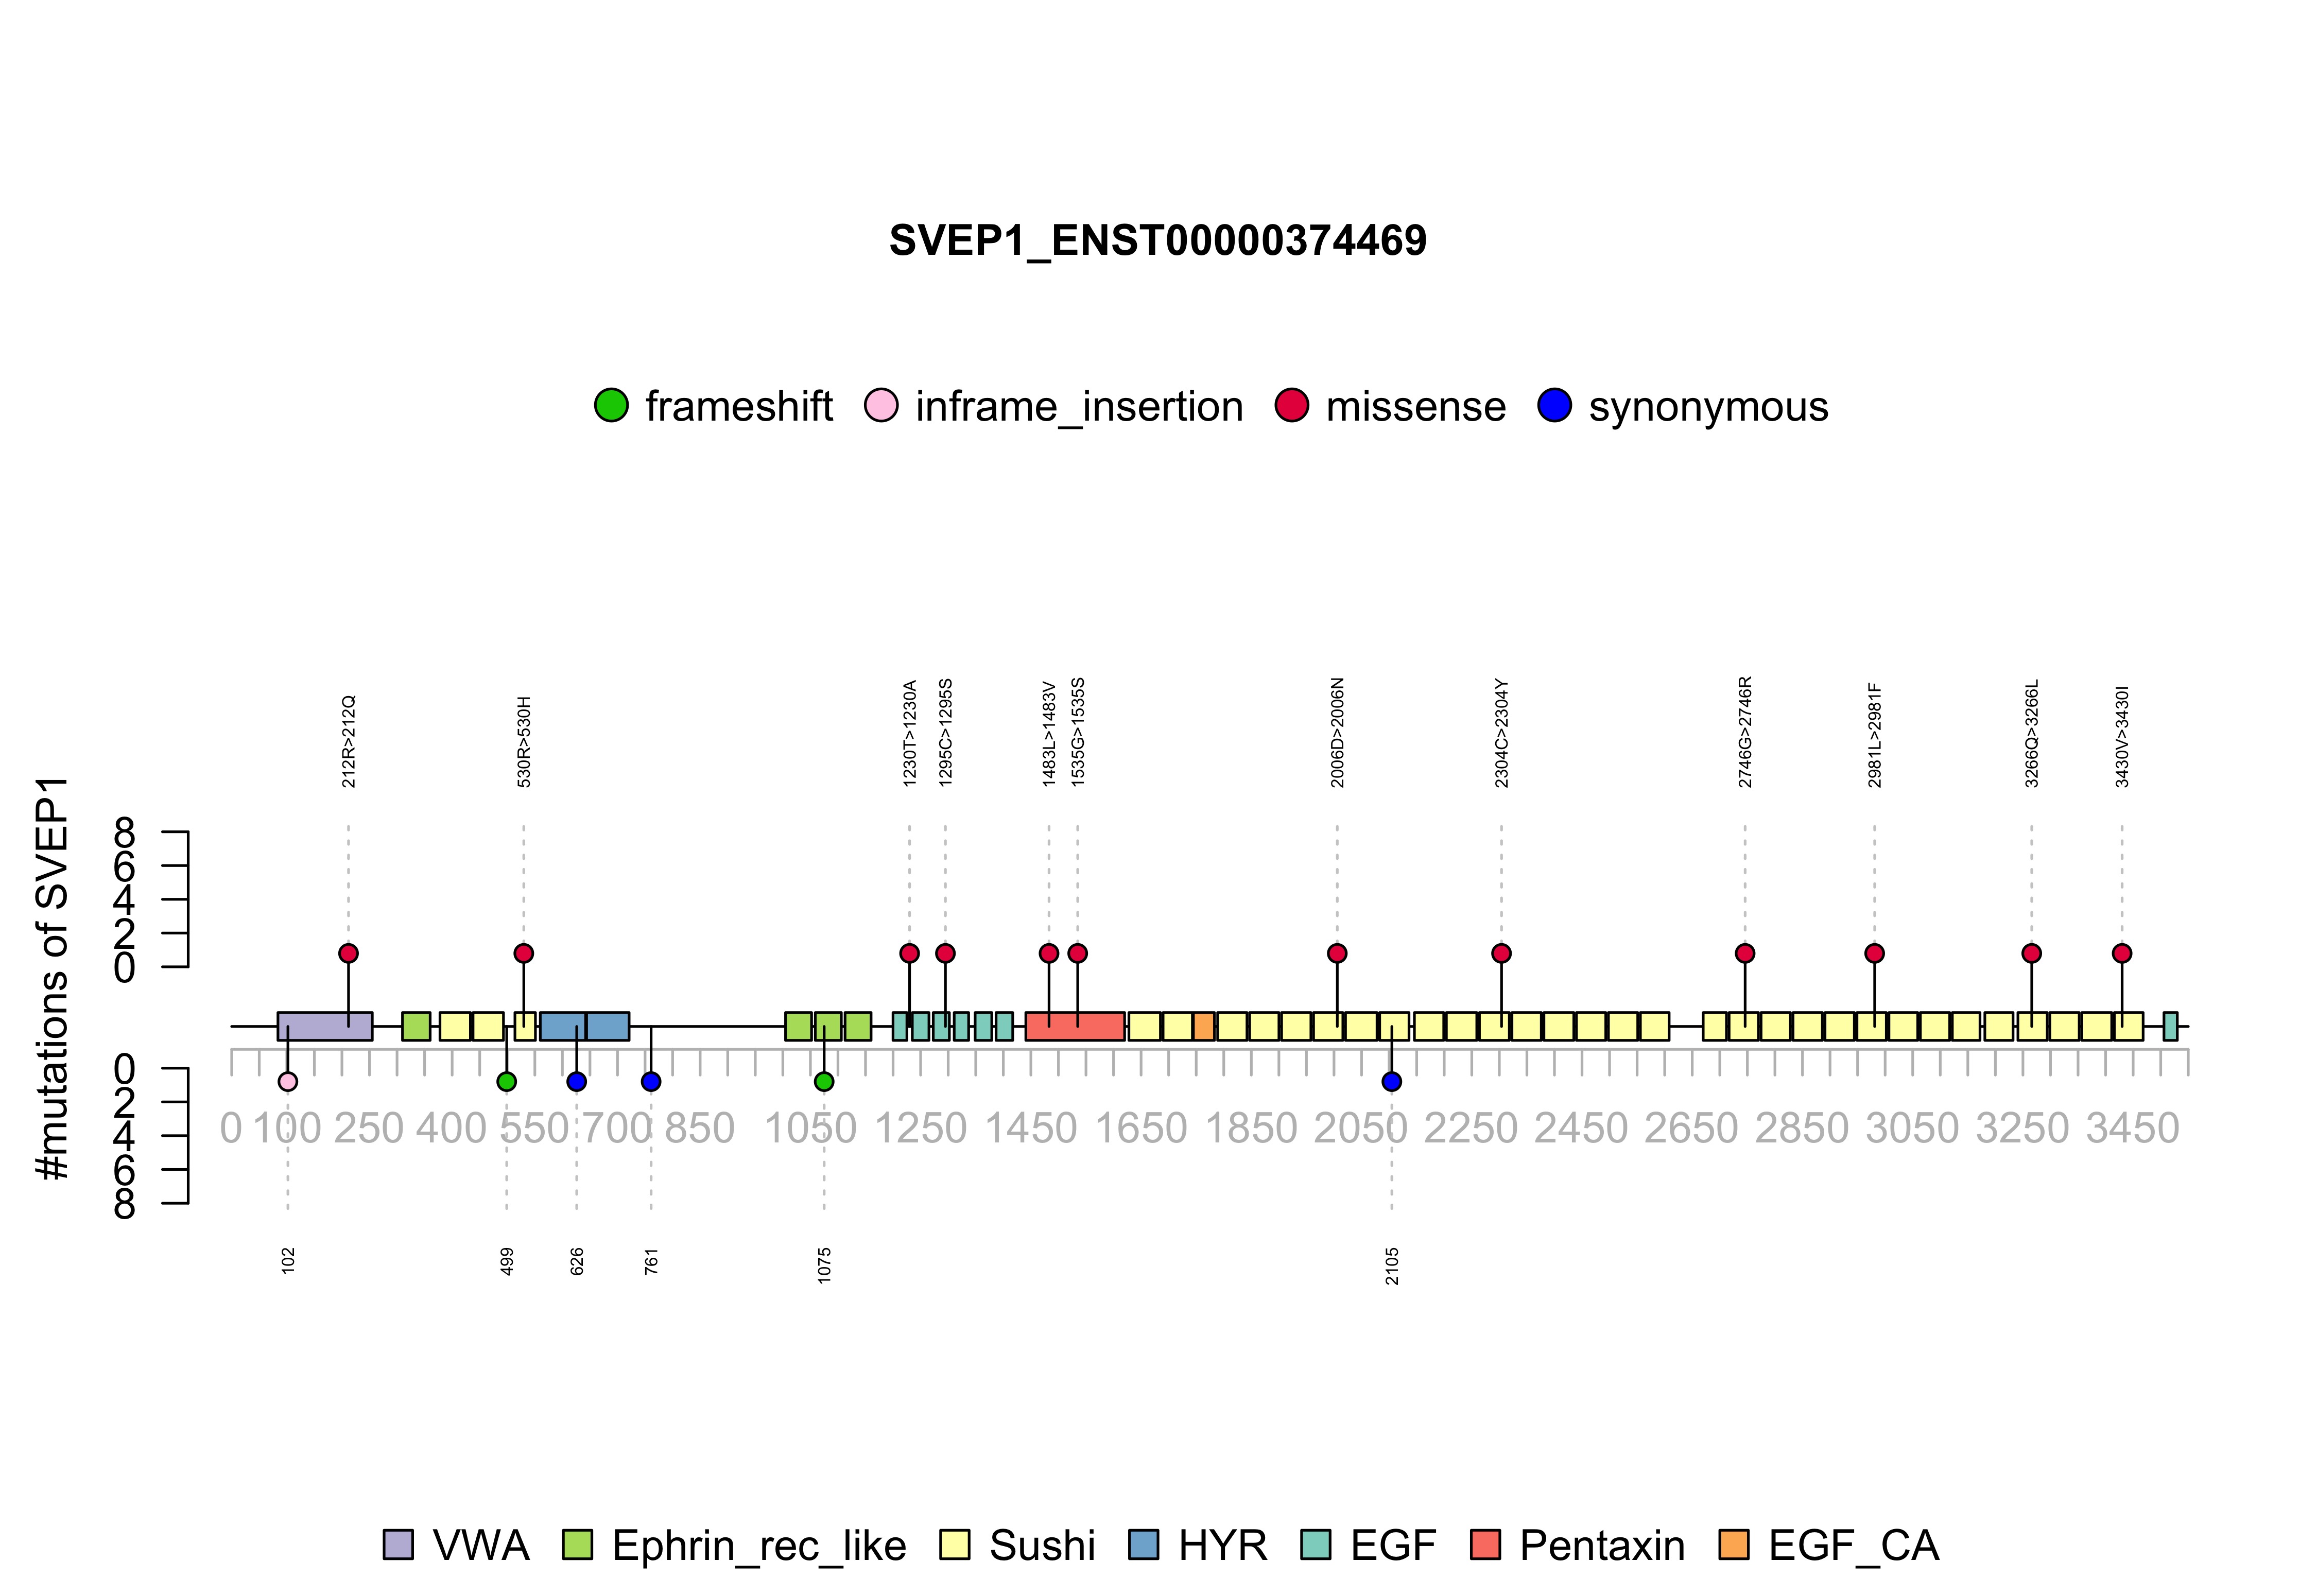 SVEP1_ENST00000374469
frameshift inframe_insertion missense synonymous
212R>212Q 530R>530H 1230T>1230A 1295C>1295S 1483L>1483V 1535G>1535S 2006D>2006N 2304C>2304Y 2746G>2746R 2981L>2981F 3266Q>3266L 3430V>3430I
#mutations of SVEP1
8
6
4
2
0
0
2
4
6
8
0 100 250 400 550 700 850 1050 1250 1450 1650 1850 2050 2250 2450 2650 2850 3050 3250 3450
102 499 626 761 1075 2105
VWA Ephrin_rec_like Sushi HYR EGF Pentaxin EGF_CA